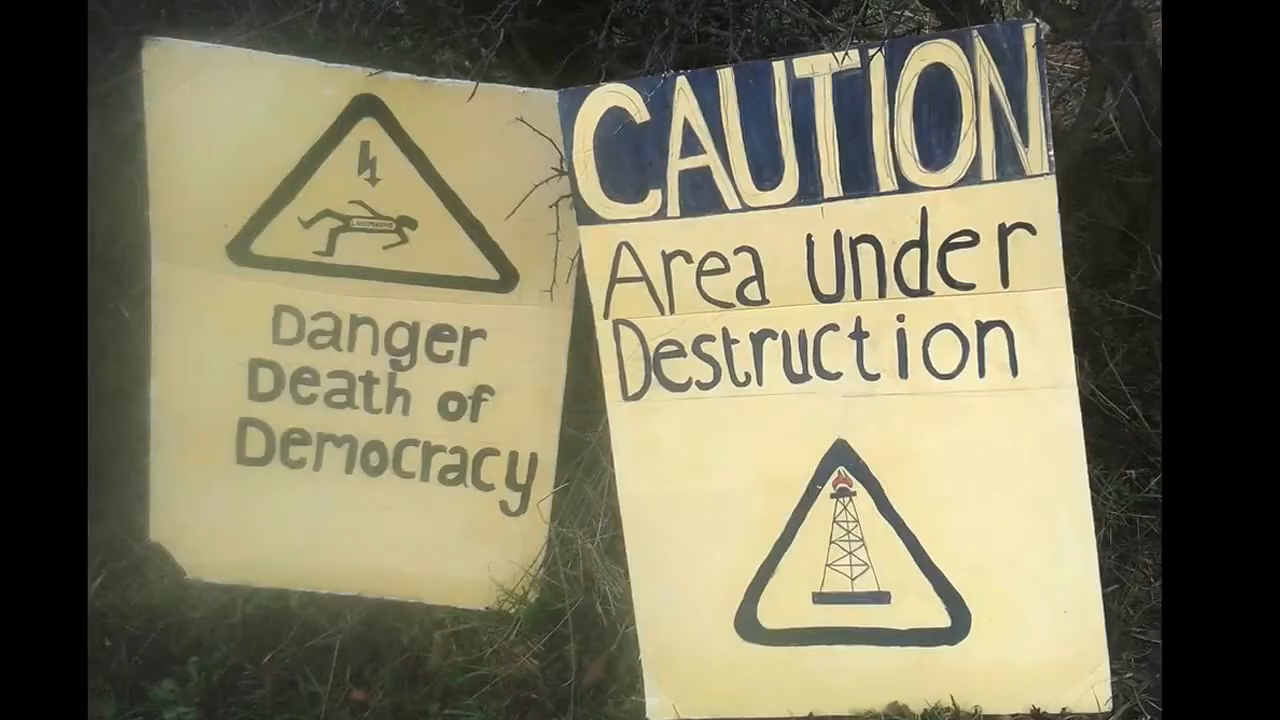 Danger
Death of
Democracy
CAUTION
Area Under
Destruction